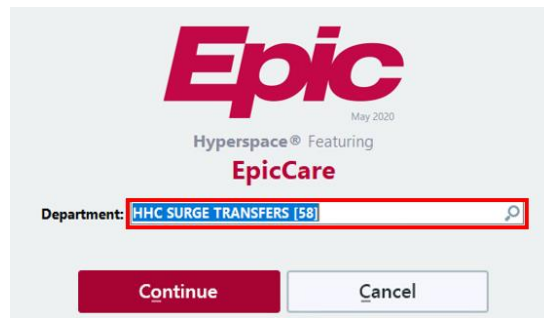 Epic
May 2020
Hyperspace® Featuring
EpicCare
Department: HHC SURGE TRANSFERS [58]
Continue Cancel